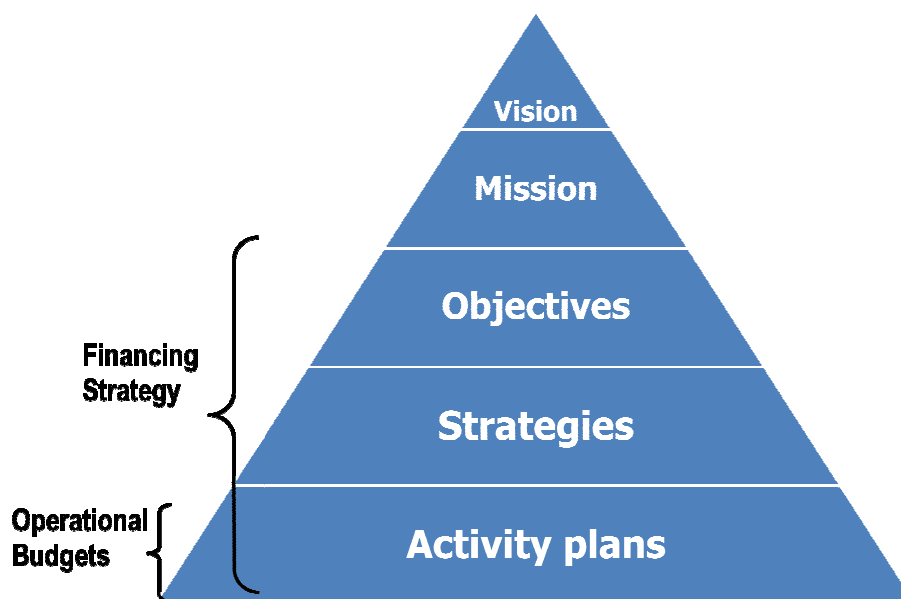 Vision
Mission
Objectives
Financing
Strategy
Strategies
Operational
Budgets
Activity plans